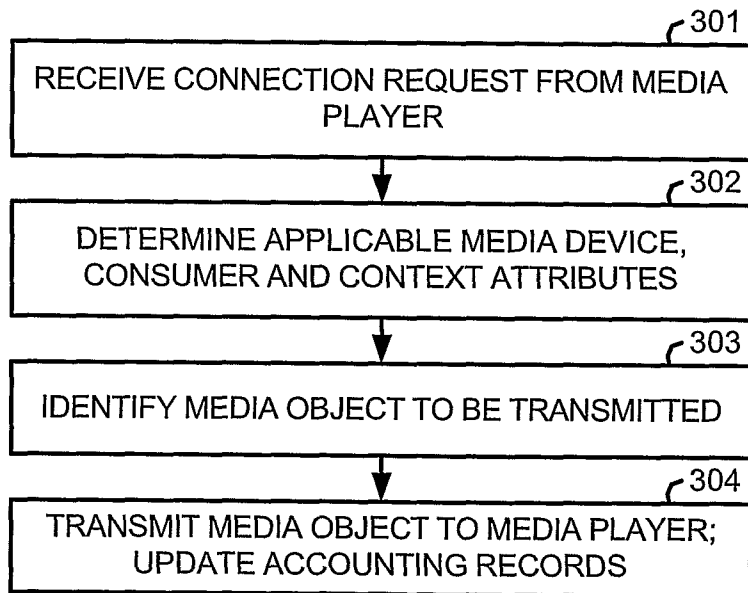 301
RECEIVE CONNECTION REQUEST FROM MEDIA
PLAYER
302
DETERMINE APPLICABLE MEDIA DEVICE,
CONSUMER AND CONTEXT ATTRIBUTES
303
IDENTIFY MEDIA OBJECT TO BE TRANSMITTED
304
TRANSMIT MEDIA OBJECT TO MEDIA PLAYER;
UPDATE ACCOUNTING RECORDS